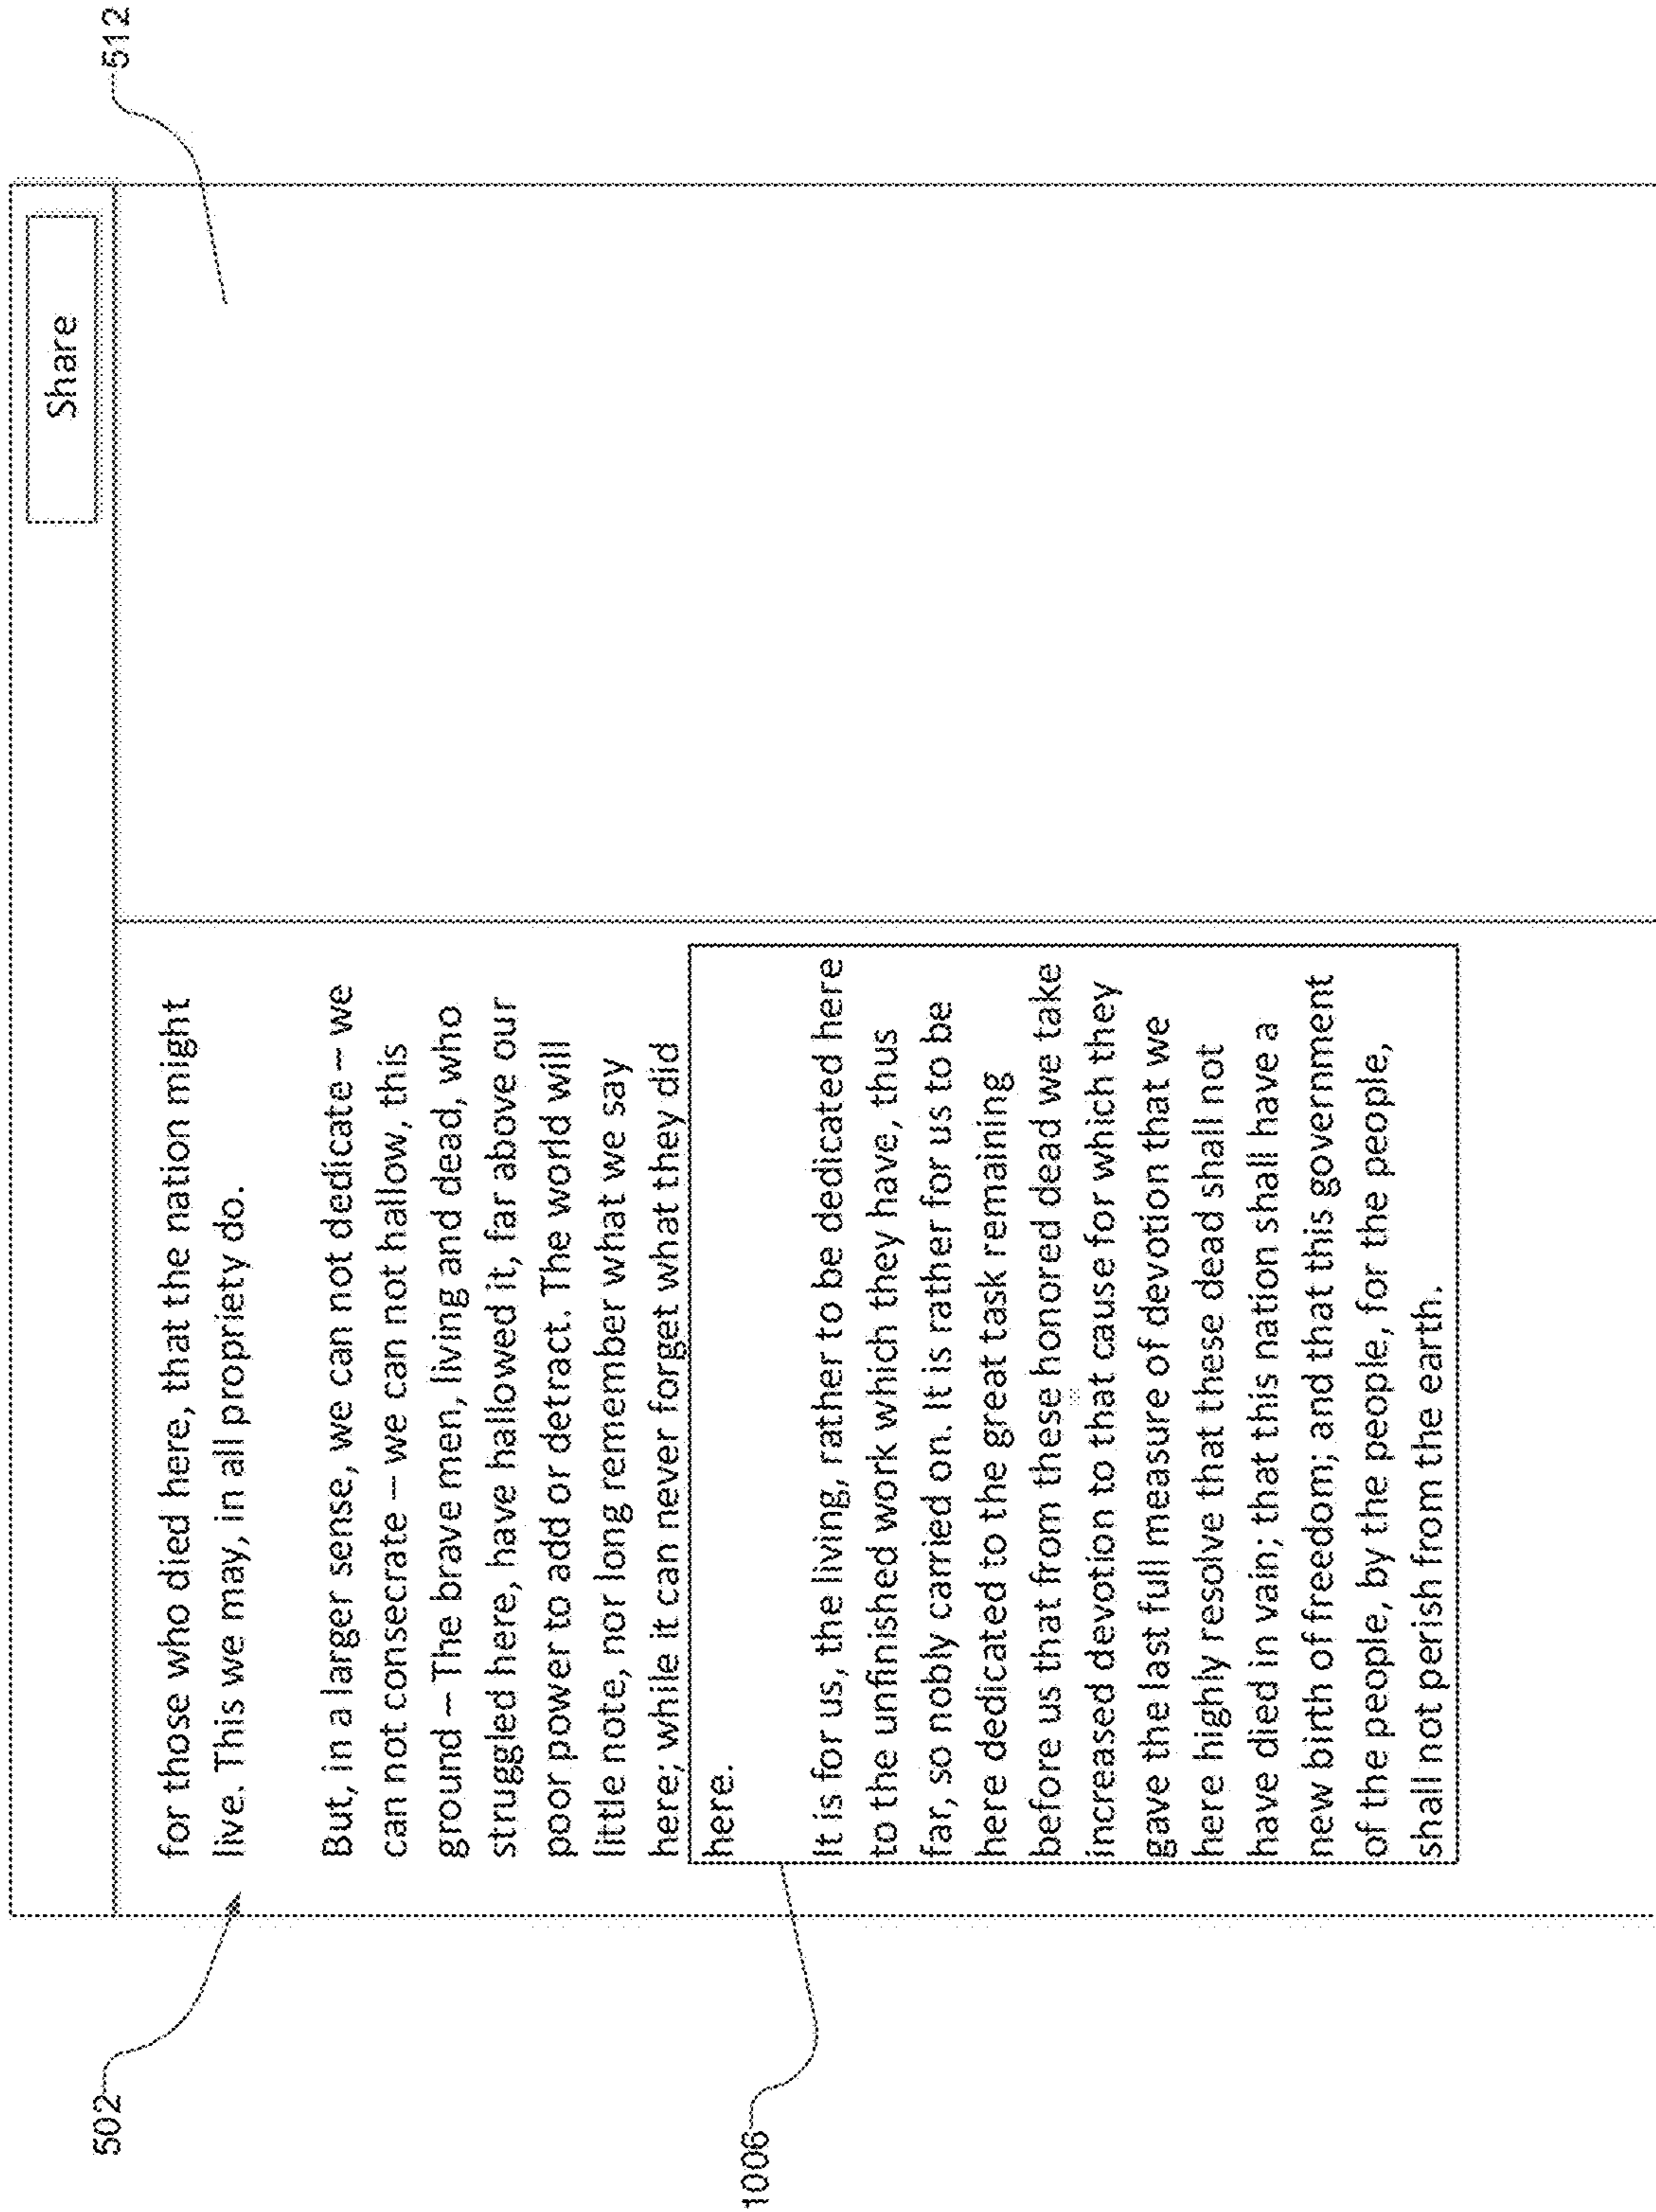 512
Share
502
for those who died here, that the nation might
live. This we may, in all propriety do.
But, in a larger sense, we can not dedicate – we
can not consecrate – we can not hallow, this
ground – The brave men, living and dead, who
struggled here, have hallowed it, far above our
poor power to add or detract. The world will
little note, nor long remember what we say
here; while it can never forget what they did
here.
1006
It is for us, the living, rather to be dedicated here
to the unfinished work which they have, thus
far, so nobly carried on. It is rather for us to be
here dedicated to the great task remaining
before us that from these honored dead we take
increased devotion to that cause for which they
gave the last full measure of devotion that we
here highly resolve that these dead shall not
have died in vain; that this nation shall have a
new birth of freedom; and that this government
of the people, by the people, for the people,
shall not perish from the earth.